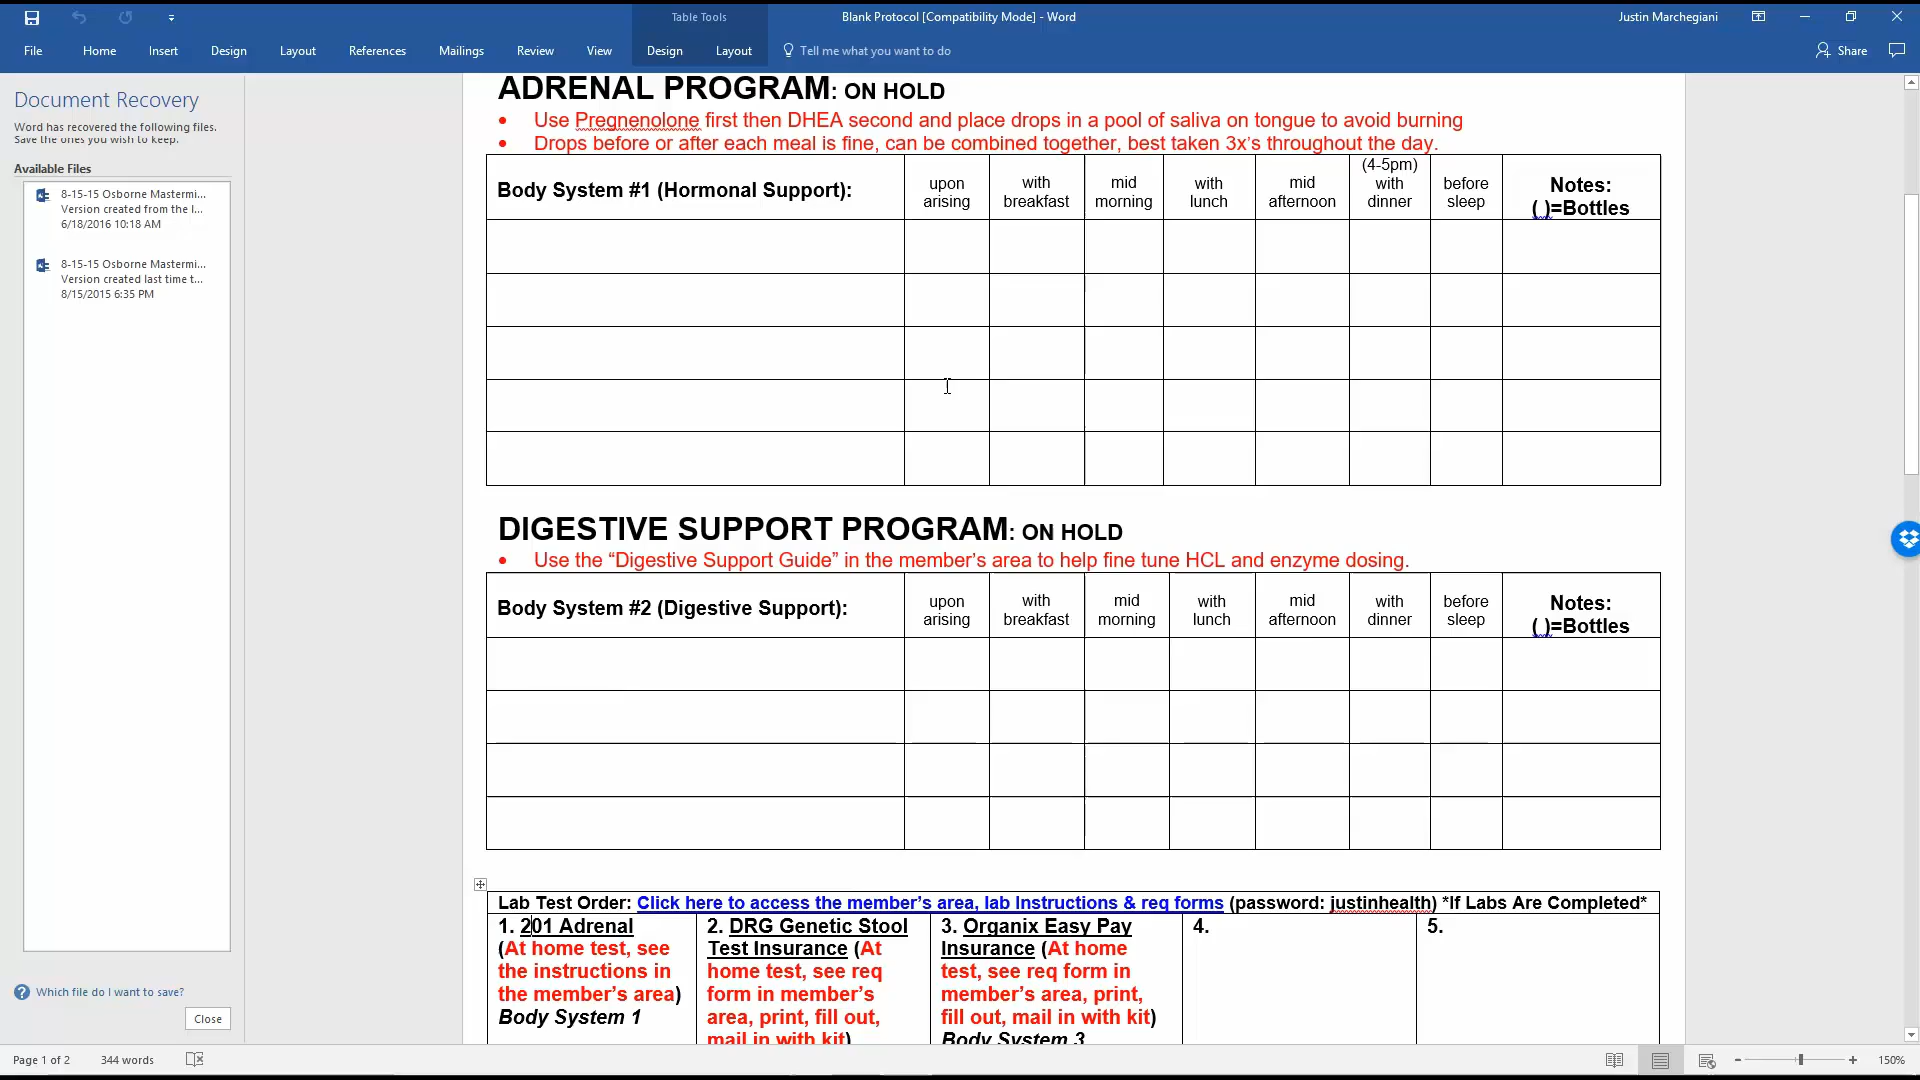 Table Tools
Blank Protocol [Compatibility Mode] - Word
Justin Marchegiani
File Home Insert Design Layout References Mailings Review View Design Layout Tell me what you want to do Share
Document Recovery
Word has recovered the following files.
Save the ones you wish to keep.
Available Files
8-15-15 Osborne Mastermi...
Version created from the l...
6/18/2016 10:18 AM
8-15-15 Osborne Mastermi...
Version created last time t...
8/15/2015 6:35 PM
Which file do I want to save?
Close
ADRENAL PROGRAM: ON HOLD
• Use Pregnenolone first then DHEA second and place drops in a pool of saliva on tongue to avoid burning
• Drops before or after each meal is fine, can be combined together, best taken 3x's throughout the day.
Body System #1 (Hormonal Support):
upon
arising
with
breakfast
mid
morning
with
lunch
mid
afternoon
(4-5pm)
with
dinner
before
sleep
Notes:
( )=Bottles
DIGESTIVE SUPPORT PROGRAM: ON HOLD
• Use the “Digestive Support Guide” in the member’s area to help fine tune HCL and enzyme dosing.
Body System #2 (Digestive Support):
upon
arising
with
breakfast
mid
morning
with
lunch
mid
afternoon
with
dinner
before
sleep
Notes:
( )=Bottles
Lab Test Order: Click here to access the member’s area, lab Instructions & req forms (password: justinhealth) *If Labs Are Completed*
1. 201 Adrenal
(At home test, see
the instructions in
the member’s area)
Body System 1
2. DRG Genetic Stool
Test Insurance (At
home test, see req
form in member’s
area, print, fill out,
mail in with kit)
3. Organix Easy Pay
Insurance (At home
test, see req form in
member’s area, print,
fill out, mail in with kit)
Body System 3
4.
5.
Page 1 of 2 344 words
150%